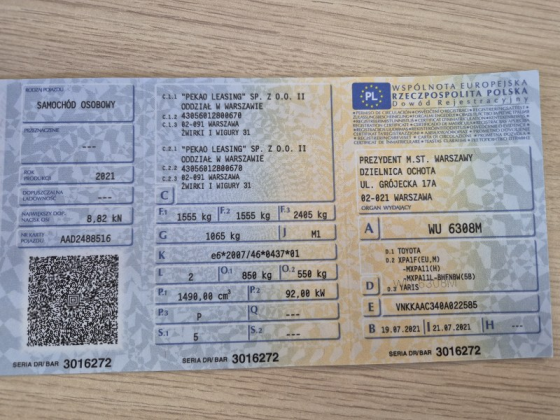 RODZAJ POJAZDU
SAMOCHÓD OSOBOWY
PRZEZNACZENIE
---
ROK PRODUKCJI
2021
DOPUSZCZALNA ŁADOWNOŚĆ
---
NAJWIĘKSZY DOP. NACISK OSI
8,82 kN
NR KARTY POJAZDU
AAD2488516
SERIA DR/BAR 3016272
C.1.1 "PEKAO LEASING" SP. Z O.O. II
ODDZIAŁ W WARSZAWIE
C.1.2 43056012800670
C.1.3 02-091 WARSZAWA
ŻWIRKI I WIGURY 31
C.2.1 "PEKAO LEASING" SP. Z O.O. II
ODDZIAŁ W WARSZAWIE
C.2.2 43056012800670
C.2.3 02-091 WARSZAWA
ŻWIRKI I WIGURY 31
C
F.1 1555 kg F.2 1555 kg F.3 2405 kg
G 1065 kg J M1
K e6*2007/46*0437*01
L 2 O.1 850 kg O.2 550 kg
P.1 1490,00 cm³ P.2 92,00 kW
P.3 P Q ---
S.1 5 S.2 ---
SERIA DR/BAR 3016272
PL
WSPÓLNOTA EUROPEJSKA
RZECZPOSPOLITA POLSKA
Dowód Rejestracyjny
PREZYDENT M.ST. WARSZAWY
DZIELNICA OCHOTA
UL. GRÓJECKA 17A
02-021 WARSZAWA
ORGAN WYDAJĄCY
A WU 6308M
D.1 TOYOTA
D.2 XPA1F(EU,M)
-MXPA11(H)
-MXPA11L-BHFNBW(5B)
D D.3 YARIS
E VNKKAAC340A022585
B 19.07.2021 I 21.07.2021 H ---
SERIA DR/BAR 3016272